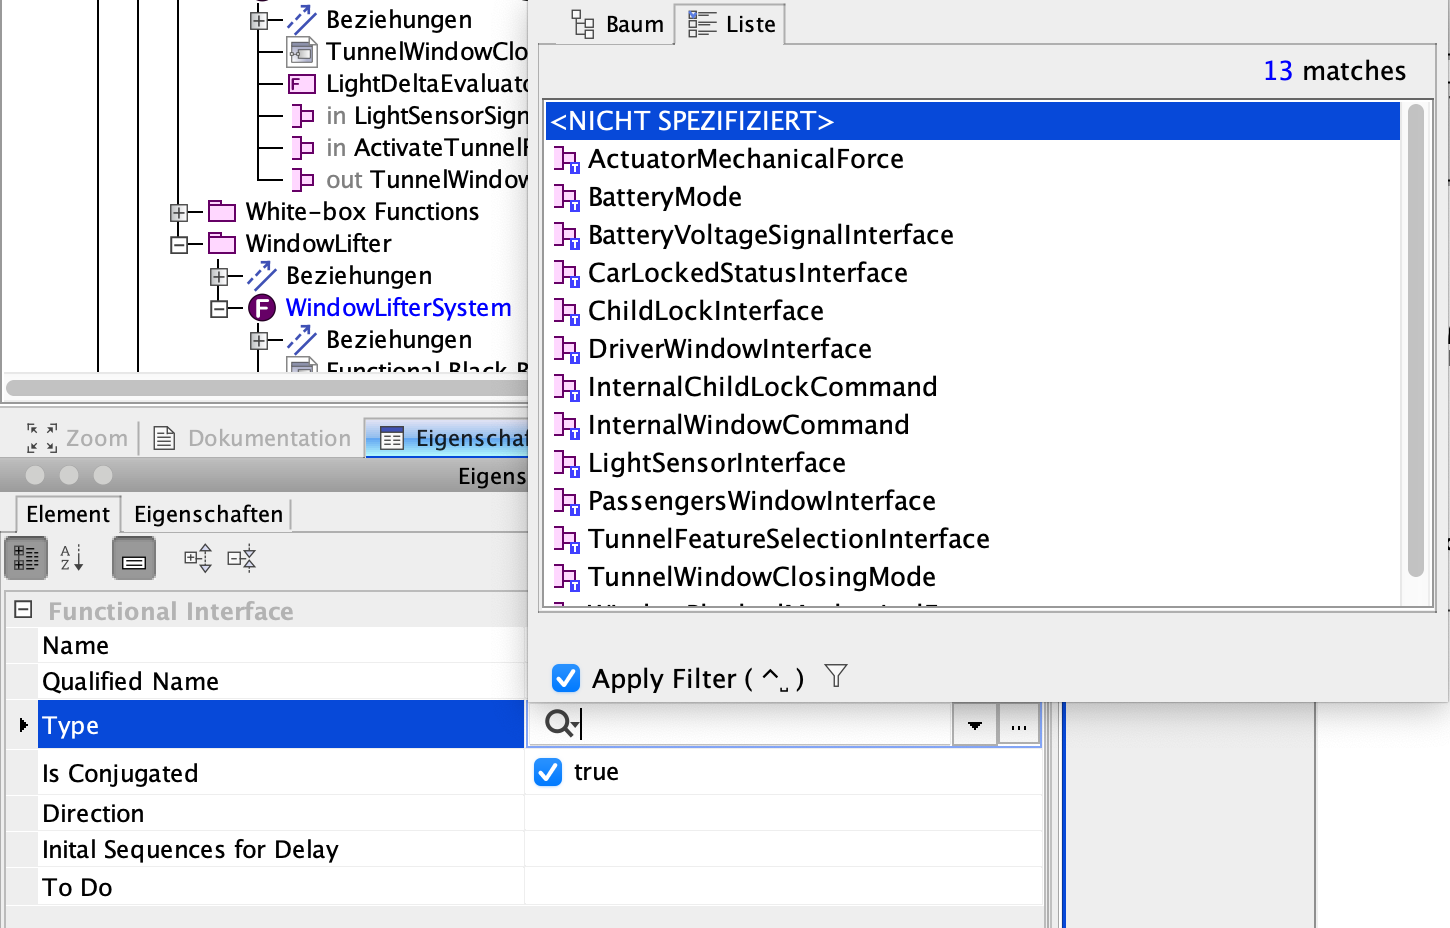 Beziehungen
TunnelWindowClo
LightDeltaEvaluato
in LightSensorSign
in ActivateTunnelF
out TunnelWindow
White-box Functions
WindowLifter
Beziehungen
F WindowLifterSystem
Beziehungen
Functional Black B
Zoom
Dokumentation
Eigenschaf
Eigens
Element
Eigenschaften
Functional Interface
Name
Qualified Name
Type
Is Conjugated
true
Direction
Inital Sequences for Delay
To Do
Baum
Liste
13 matches
<NICHT SPEZIFIZIERT>
ActuatorMechanicalForce
BatteryMode
BatteryVoltageSignalInterface
CarLockedStatusInterface
ChildLockInterface
DriverWindowInterface
InternalChildLockCommand
InternalWindowCommand
LightSensorInterface
PassengersWindowInterface
TunnelFeatureSelectionInterface
TunnelWindowClosingMode
Apply Filter ( ^␣ )
...